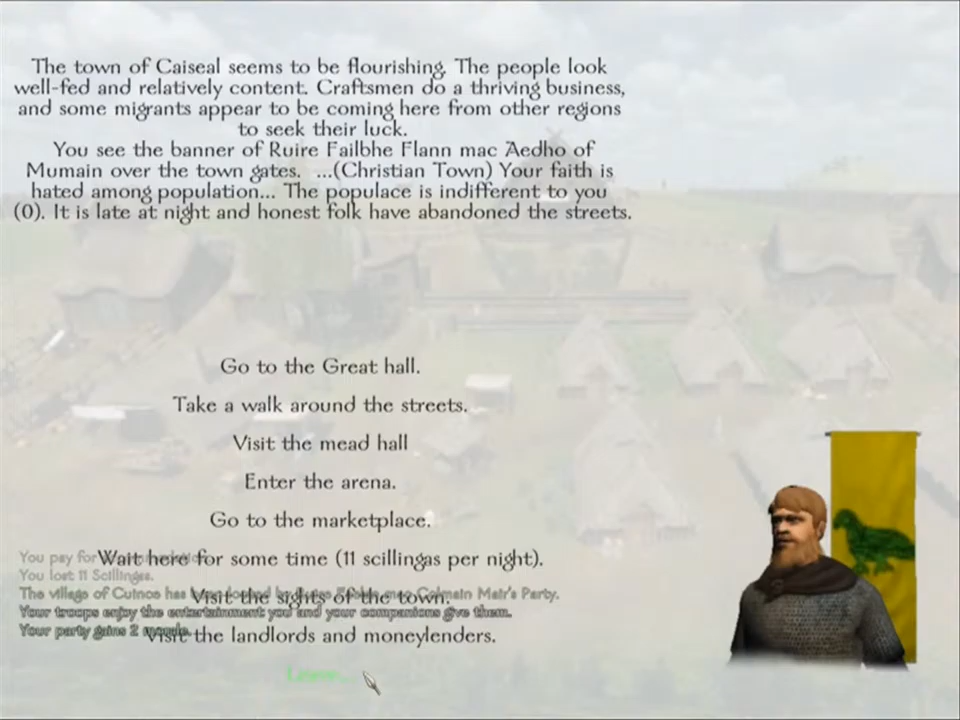 The town of Caiseal seems to be flourishing. The people look
well-fed and relatively content. Craftsmen do a thriving business,
and some migrants appear to be coming here from other regions
to seek their luck.
You see the banner of Ruire Failbhe Flann mac Aedho of
Mumain over the town gates. ...(Christian Town) Your faith is
hated among population... The populace is indifferent to you
(0). It is late at night and honest folk have abandoned the streets.
Go to the Great hall.
Take a walk around the streets.
Visit the mead hall
Enter the arena.
Go to the marketplace.
You pay for
Wait here for some time (11 scillingas per night).
You lost 11 Scillingas.
The village of Cuinos has been Colmain Mair's Party.
Visit the sights of the town.
Your troops enjoy the entertainment you and your companions give them.
Your party gains 2 morale.
Visit the landlords and moneylenders.
Leave...